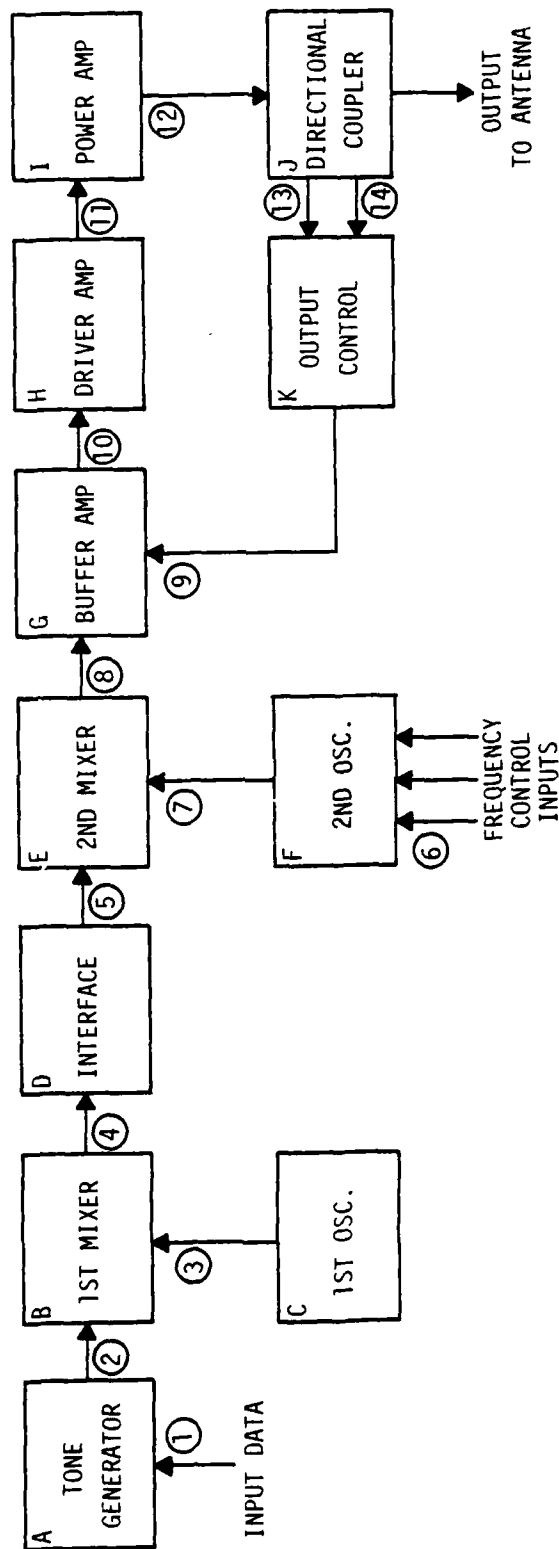 A
TONE
GENERATOR
①
INPUT DATA
②
B
1ST MIXER
③
C
1ST OSC.
④
D
INTERFACE
⑤
E
2ND MIXER
⑦
F
2ND OSC.
⑥
FREQUENCY
CONTROL
INPUTS
⑧
G
BUFFER AMP
⑨
⑩
H
DRIVER AMP
⑪
I
POWER AMP
⑫
J
DIRECTIONAL
COUPLER
⑬
⑭
K
OUTPUT
CONTROL
OUTPUT
TO ANTENNA